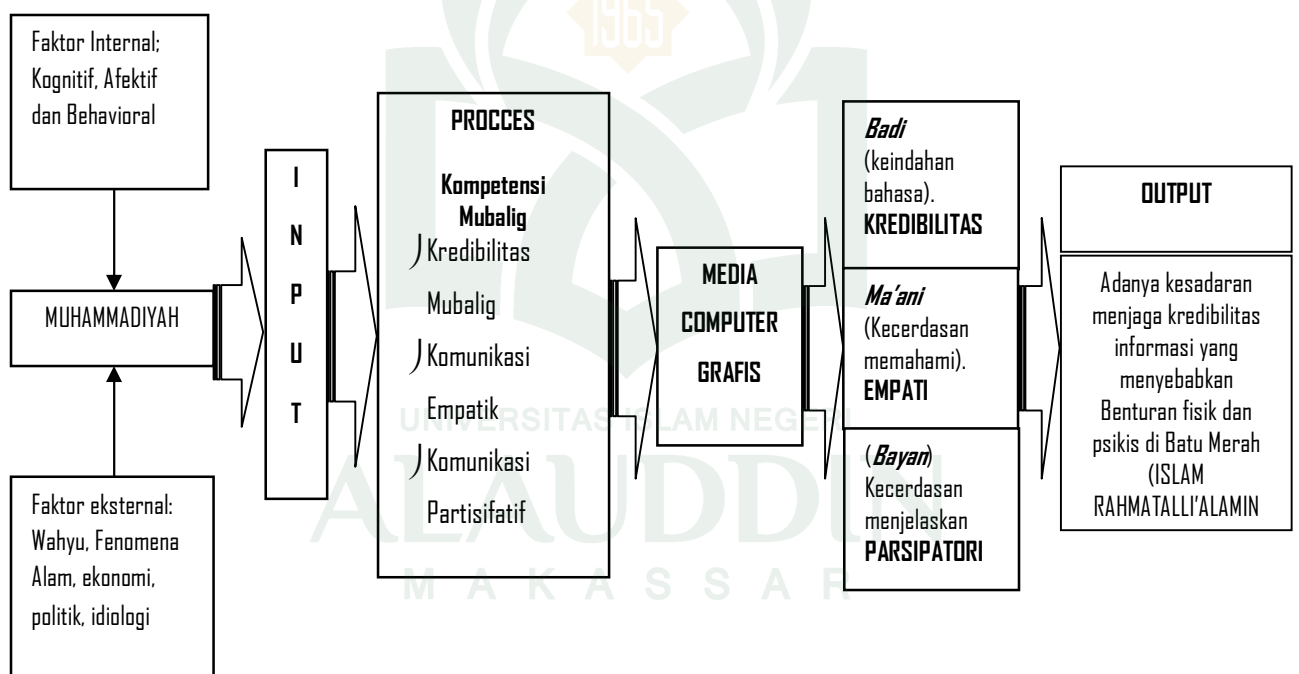 Faktor Internal;
Kognitif, Afektif
dan Behavioral
MUHAMMADIYAH
Faktor eksternal:
Wahyu, Fenomena
Alam, ekonomi,
politik, idiologi
I
N
P
U
T
PROCCES
Kompetensi
Mubalig
Kredibilitas
Mubalig
Komunikasi
Empatik
Komunikasi
Partisifatif
MEDIA
COMPUTER
GRAFIS
Badi
(keindahan
bahasa).
KREDIBILITAS
Ma'ani
(Kecerdasan
memahami).
EMPATI
(Bayan)
Kecerdasan
menjelaskan
PARSIPATORI
OUTPUT
Adanya kesadaran
menjaga kredibilitas
informasi yang
menyebabkan
Benturan fisik dan
psikis di Batu Merah
(ISLAM
RAHMATALLI'ALAMIN
1965
UNIVERSITAS ISLAM NEGERI
ALAUDDIN
MAKASSAR